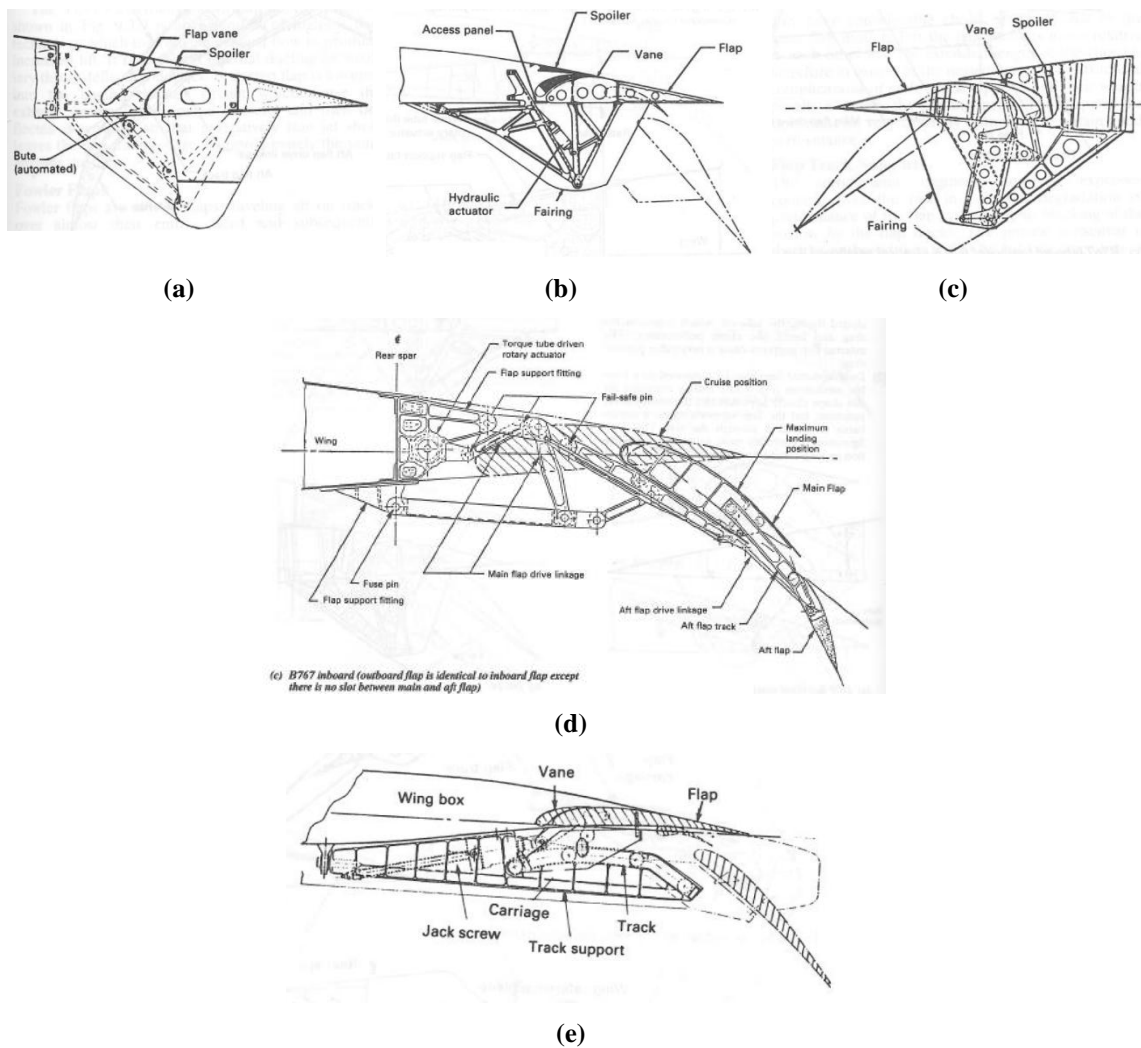 Flap vane
Spoiler
Bute
(automated)
(a)
Spoiler
Access panel
Vane
Flap
Hydraulic
actuator
Fairing
(b)
Spoiler
Vane
Flap
Fairing
(c)
Rear spar
Torque tube driven
rotary actuator
Flap support fitting
Fail-safe pin
Cruise position
Wing
Maximum
landing
position
Main Flap
Main flap drive linkage
Fuse pin
Flap support fitting
Aft flap drive linkage
Aft flap track
Aft flap
(c) B767 inboard (outboard flap is identical to inboard flap except
there is no slot between main and aft flap)
(d)
Vane
Wing box
Flap
Carriage
Jack screw
Track
Track support
(e)